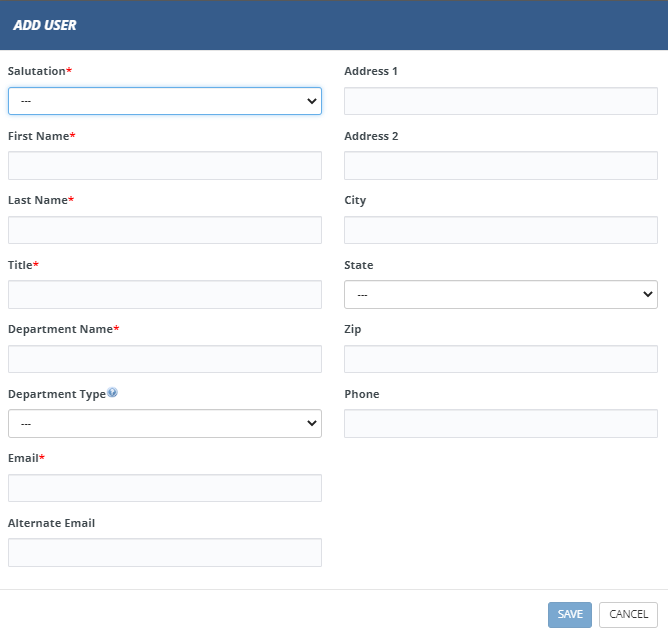 ADD USER
Salutation*
---
First Name*
Last Name*
Title*
Department Name*
Department Type
---
Email*
Alternate Email
Address 1
Address 2
City
State
---
Zip
Phone
SAVE
CANCEL